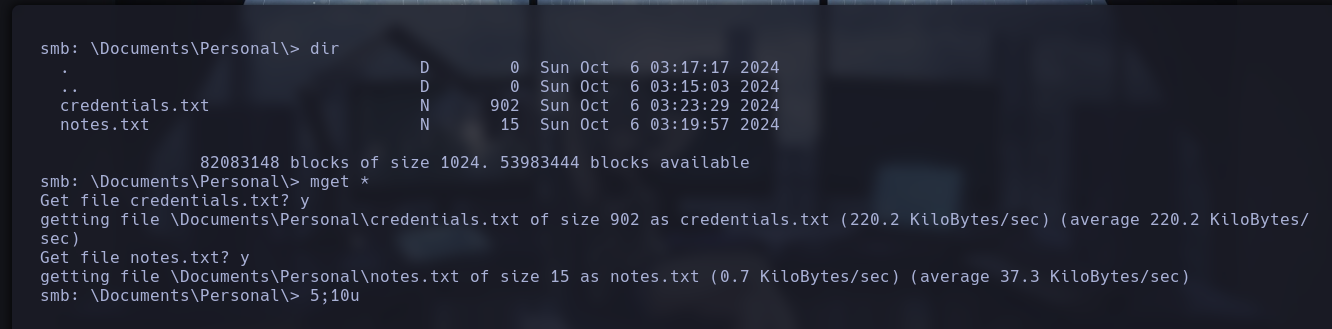 smb: \Documents\Personal\> dir
  .                                   D        0  Sun Oct  6 03:17:17 2024
  ..                                  D        0  Sun Oct  6 03:15:03 2024
  credentials.txt                     N      902  Sun Oct  6 03:23:29 2024
  notes.txt                           N       15  Sun Oct  6 03:19:57 2024

                82083148 blocks of size 1024. 53983444 blocks available
smb: \Documents\Personal\> mget *
Get file credentials.txt? y
getting file \Documents\Personal\credentials.txt of size 902 as credentials.txt (220.2 KiloBytes/sec) (average 220.2 KiloBytes/
sec)
Get file notes.txt? y
getting file \Documents\Personal\notes.txt of size 15 as notes.txt (0.7 KiloBytes/sec) (average 37.3 KiloBytes/sec)
smb: \Documents\Personal\> 5;10u